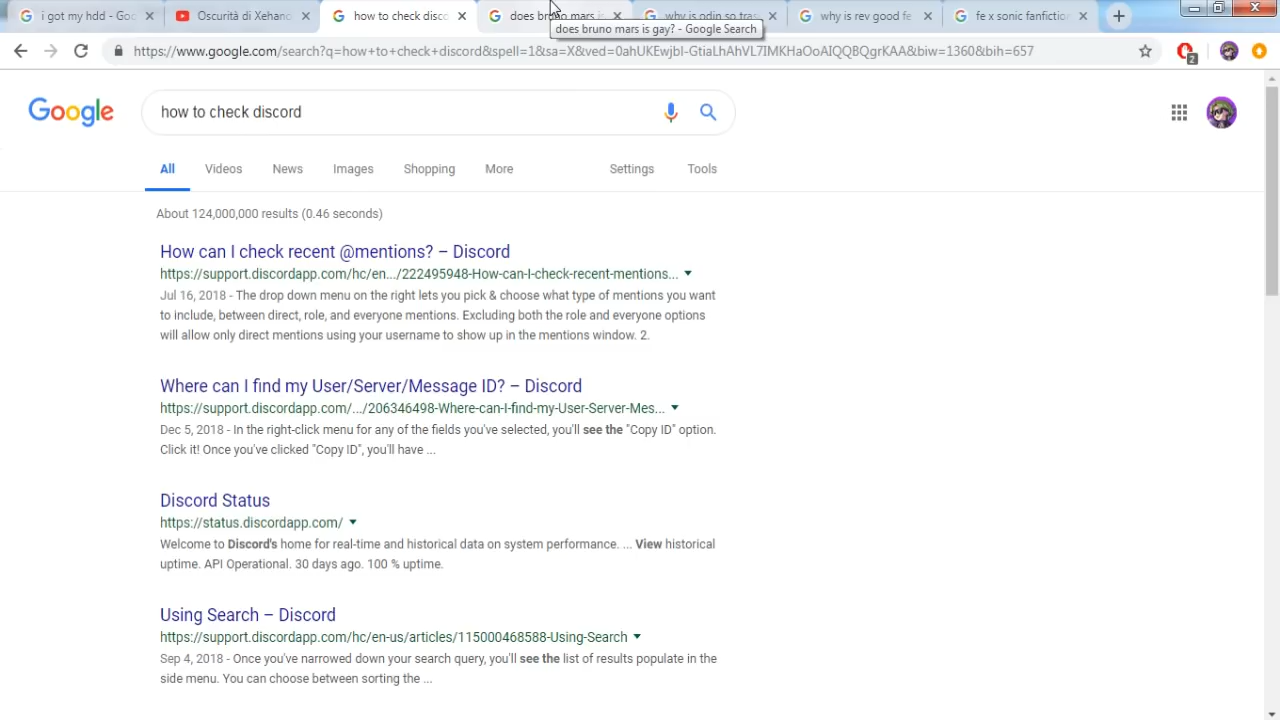 i got my hdd - Goo
Oscurità di Xehano
how to check disco
does bruno mars is
why is odin so tras
why is rev good fe
fe x sonic fanfiction
does bruno mars is gay? - Google Search
https://www.google.com/search?q=how+to+check+discord&spell=1&sa=X&ved=0ahUKEwjbl-GtiaLhAhVL7IMKHaOoAIQQBQgrKAA&biw=1360&bih=657
2
Google
how to check discord
All Videos News Images Shopping More Settings Tools
About 124,000,000 results (0.46 seconds)
How can I check recent @mentions? – Discord
https://support.discordapp.com/hc/en.../222495948-How-can-I-check-recent-mentions...
Jul 16, 2018 - The drop down menu on the right lets you pick & choose what type of mentions you want
to include, between direct, role, and everyone mentions. Excluding both the role and everyone options
will allow only direct mentions using your username to show up in the mentions window. 2.
Where can I find my User/Server/Message ID? – Discord
https://support.discordapp.com/.../206346498-Where-can-I-find-my-User-Server-Mes...
Dec 5, 2018 - In the right-click menu for any of the fields you've selected, you'll see the "Copy ID" option.
Click it! Once you've clicked "Copy ID", you'll have ...
Discord Status
https://status.discordapp.com/
Welcome to Discord's home for real-time and historical data on system performance. ... View historical
uptime. API Operational. 30 days ago. 100 % uptime.
Using Search – Discord
https://support.discordapp.com/hc/en-us/articles/115000468588-Using-Search
Sep 4, 2018 - Once you've narrowed down your search query, you'll see the list of results populate in the
side menu. You can choose between sorting the ...